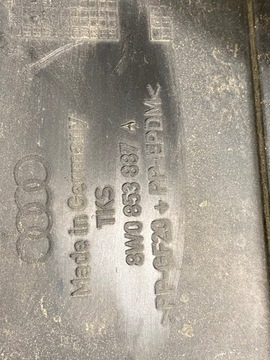 Made in Germany
TKS
8W0 853 887 A
>PP-GF20 + PP-EPDM<